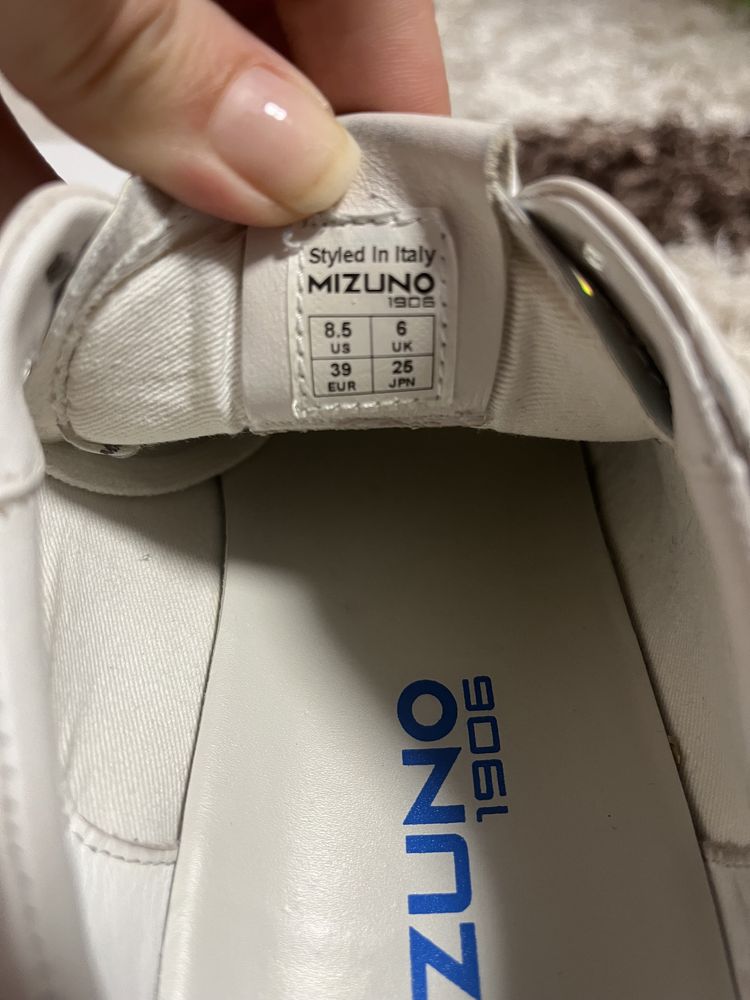 Styled In Italy
MIZUNO
1906
8.5 6
US UK
39 25
EUR JPN
ZUNO
1906